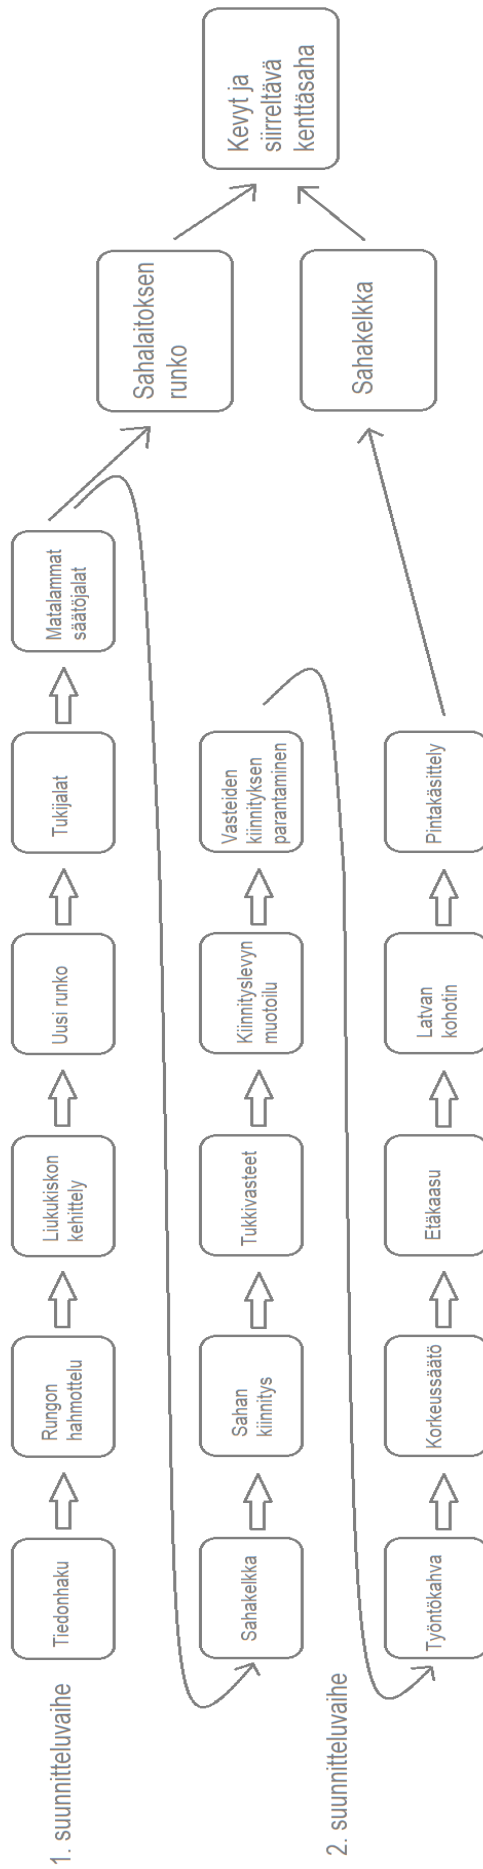 1. suunnitteluvaihe
Tiedonhaku
Rungon
hahmottelu
Liukukiskon
kehittely
Uusi runko
Tukijalat
Matalammat
säätöjalat
Sahalaitoksen
runko
Kevyt ja
siirreltävä
kenttäsaha
Sahakelkka
Sahan
kiinnitys
Tukkivasteet
Kiinnityslevyn
muotoilu
Vasteiden
kiinnityksen
parantaminen
2. suunnitteluvaihe
Työntökahva
Korkeussäätö
Etäkaasu
Latvan
kohotin
Pintakäsittely
Sahakelkka